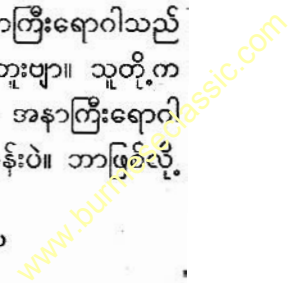 ာကြီးရောဂါသည်
ဘူးဗျာ။ သူတို့က
အနာကြီးရောဂါ
န်းပဲ။ ဘာဖြစ်လို့
www.burmeseclassic.com